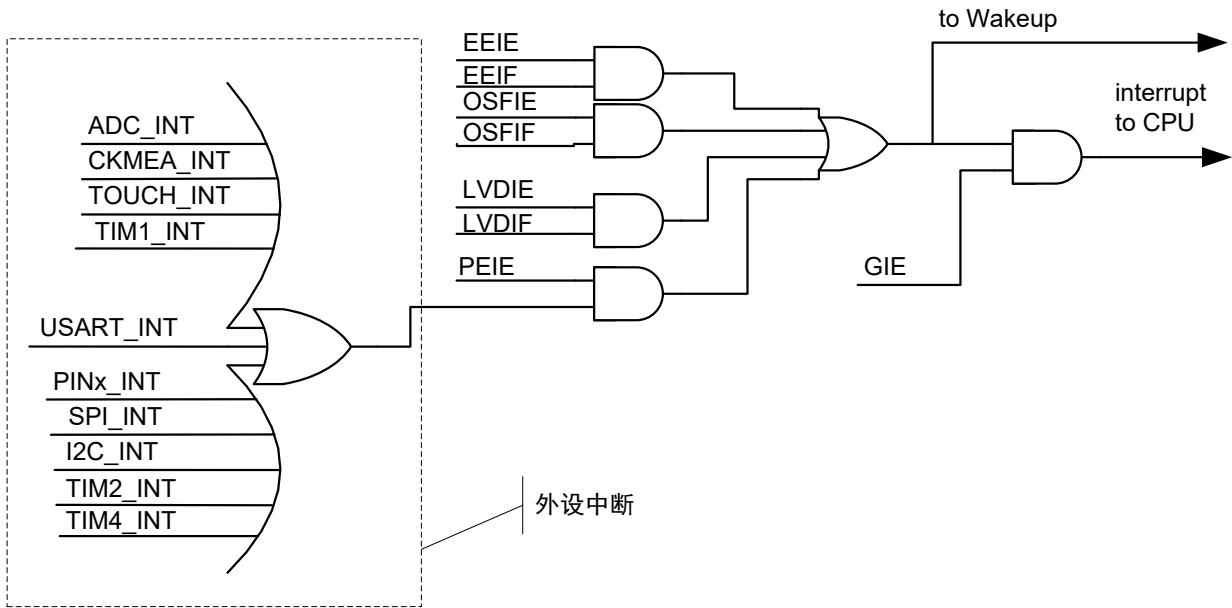 to Wakeup
EEIE
EEIF
OSFIE
OSFIF
interrupt
to CPU
ADC_INT
CKMEA_INT
TOUCH_INT
TIM1_INT
LVDIE
LVDIF
PEIE
GIE
USART_INT
PINx_INT
SPI_INT
I2C_INT
TIM2_INT
TIM4_INT
外设中断